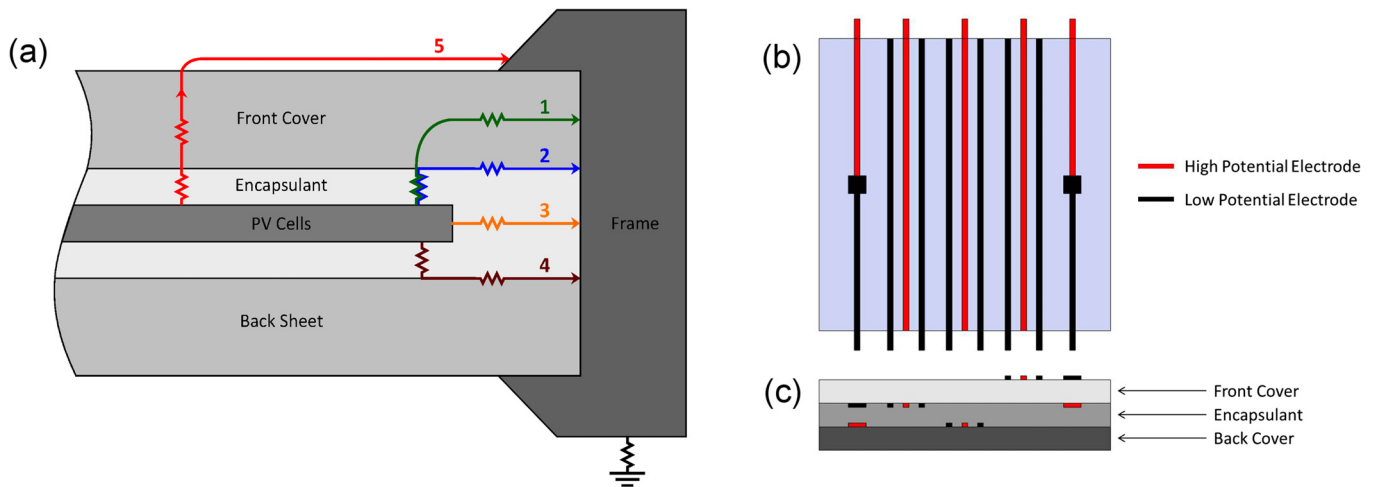 (a)
5
Front Cover
1
2
Encapsulant
3
PV Cells
Frame
4
Back Sheet
(b)
High Potential Electrode
Low Potential Electrode
(c)
Front Cover
Encapsulant
Back Cover